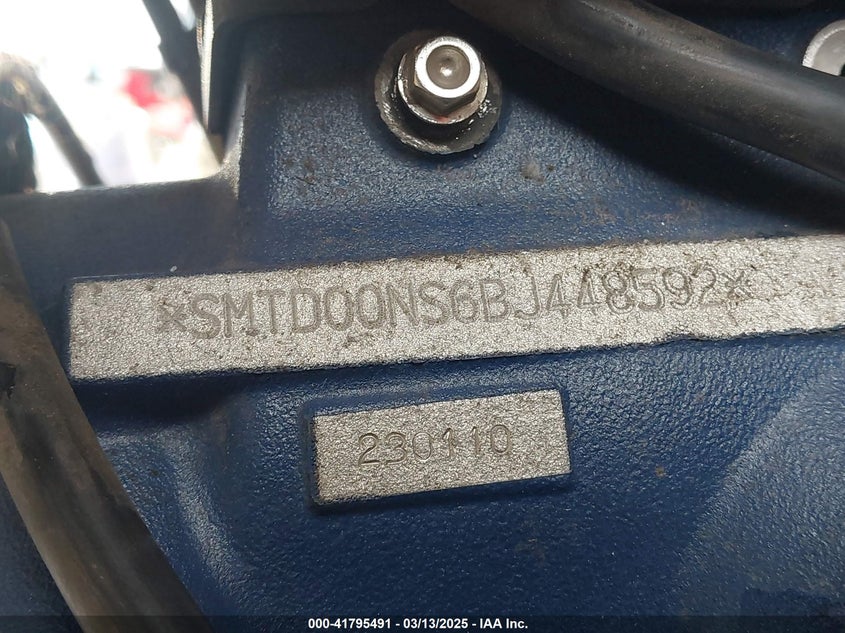 *SMTD00NS6BJ448592*
230110
000-41795491 - 03/13/2025 - IAA Inc.